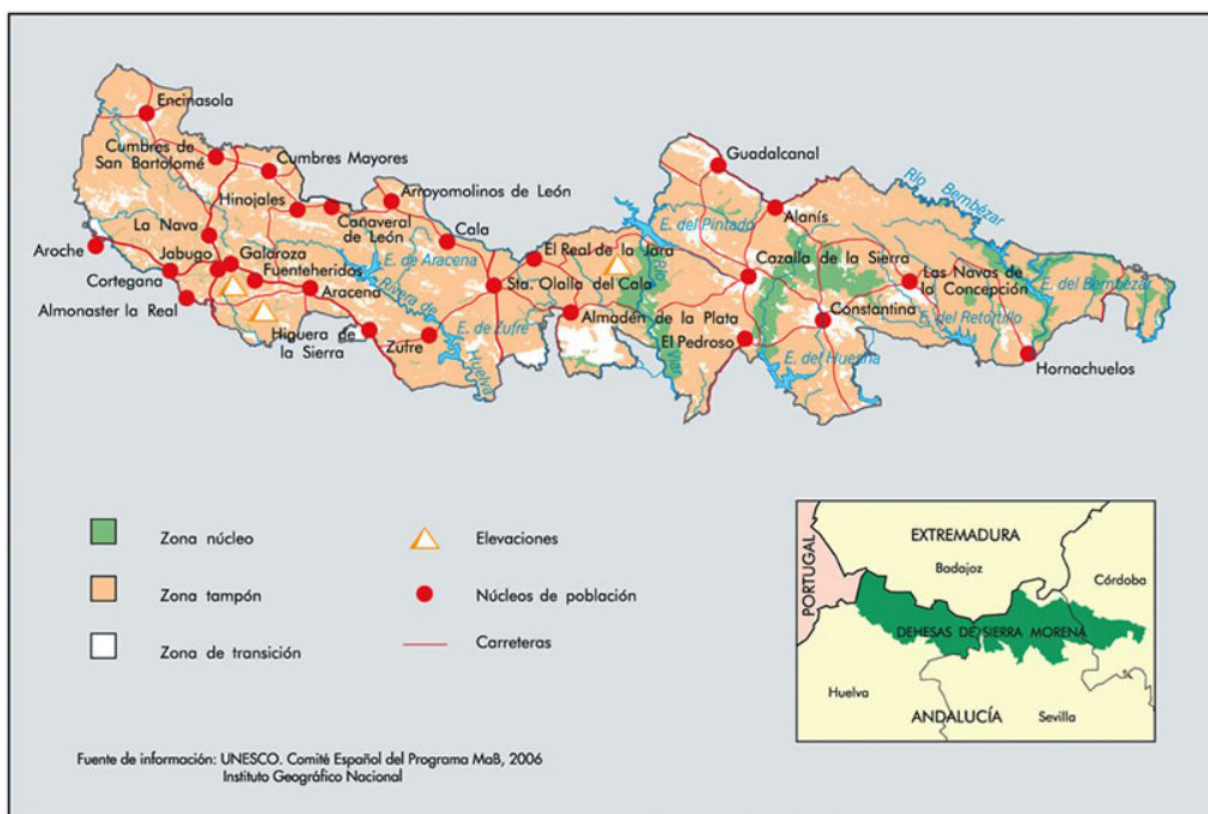 Encinasola
Cumbres de
San Bartolomé
Cumbres Mayores
Hinojales
Arroyomolinos de León
La Nava
Cañaveral
de León
Cala
Aroche
Jabugo
Galaroza
E. de Aracena
Cortegana
Fuenteheridos
Aracena
Rivera de
Huelva
Almonaster la Real
Higuera de
la Sierra
Zufre
E. de Zufre
Guadalcanal
Río Bembézar
E. del Pintado
Alanís
El Real de la Jara
Cazalla de la Sierra
Las Navas de
la Concepción
E. del Bembézar
Sta. Olalla del Cala
Almadén de la Plata
Constantina
E. del Retortillo
El Pedroso
Viar
E. del Huesna
Hornachuelos
Zona núcleo
Zona tampón
Zona de transición
Elevaciones
Núcleos de población
Carreteras
PORTUGAL
EXTREMADURA
Badajoz
Córdoba
DEHESAS DE SIERRA MORENA
Huelva
ANDALUCÍA
Sevilla
Fuente de información: UNESCO. Comité Español del Programa MaB, 2006
Instituto Geográfico Nacional